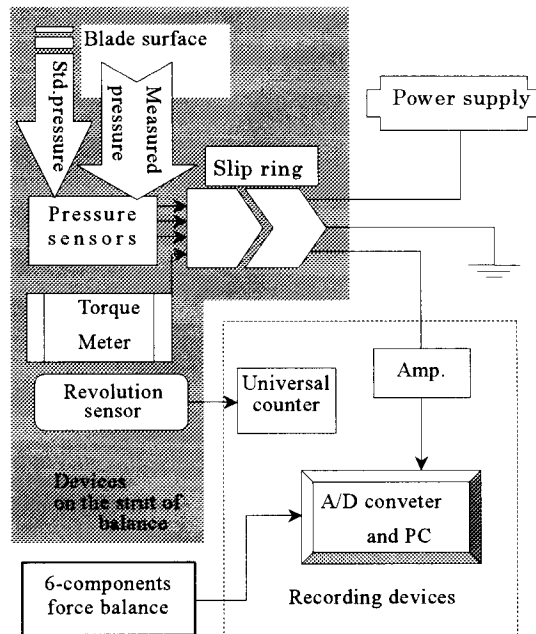 Blade surface
Std.pressure
Measured
pressure
Power supply
Slip ring
Pressure
sensors
Torque
Meter
Revolution
sensor
Universal
counter
Amp.
Devices
on the strut of
balance
A/D conveter
and PC
6-components
force balance
Recording devices